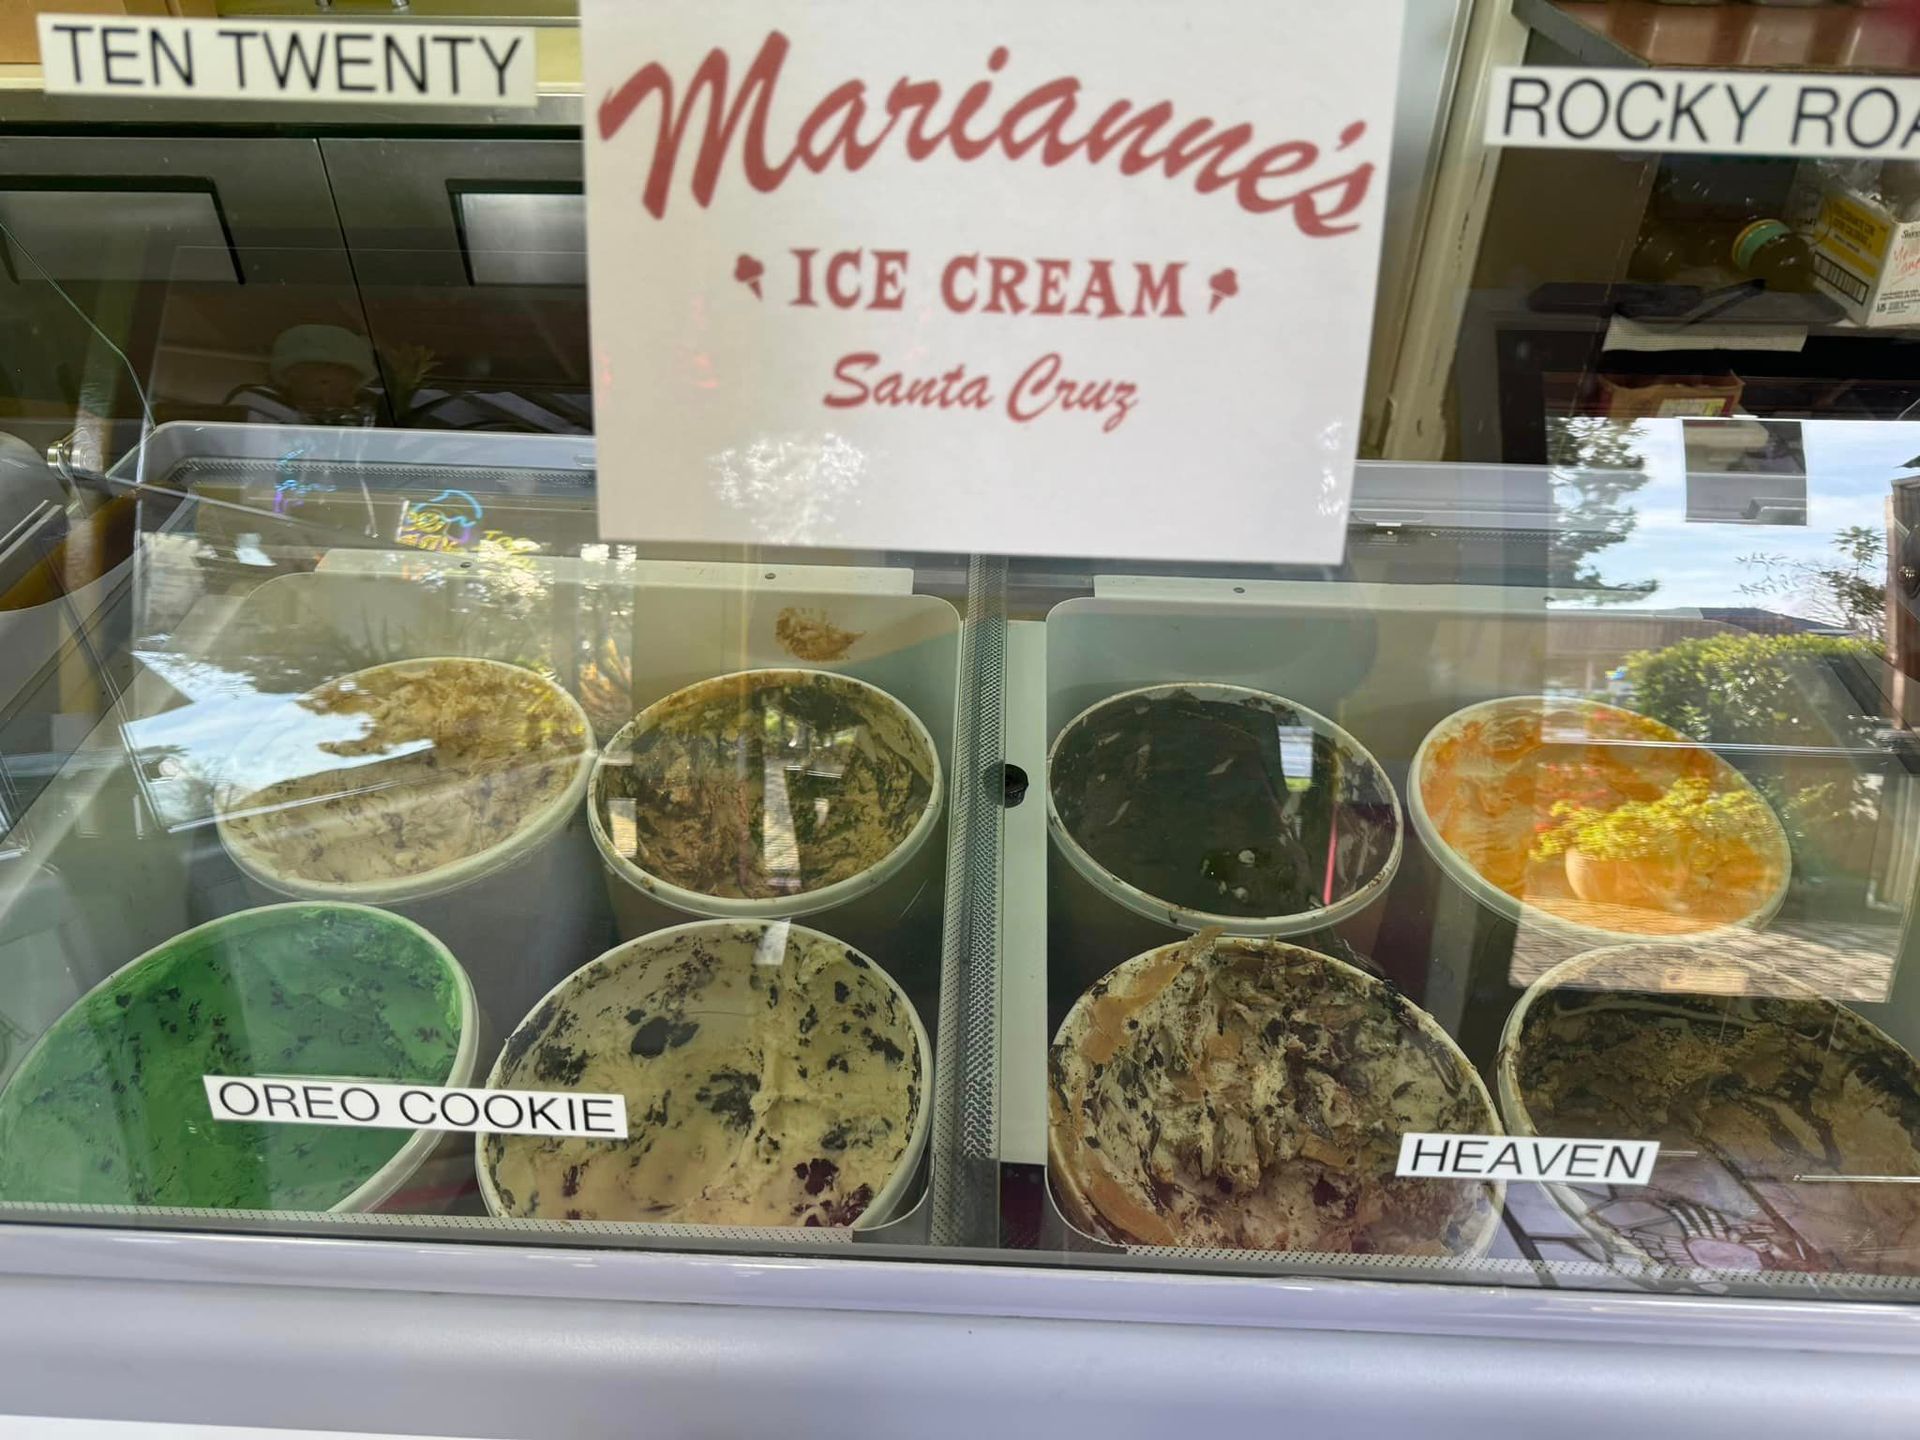 TEN TWENTY
Marianne's
ICE CREAM
Santa Cruz
ROCKY ROA
OREO COOKIE
HEAVEN